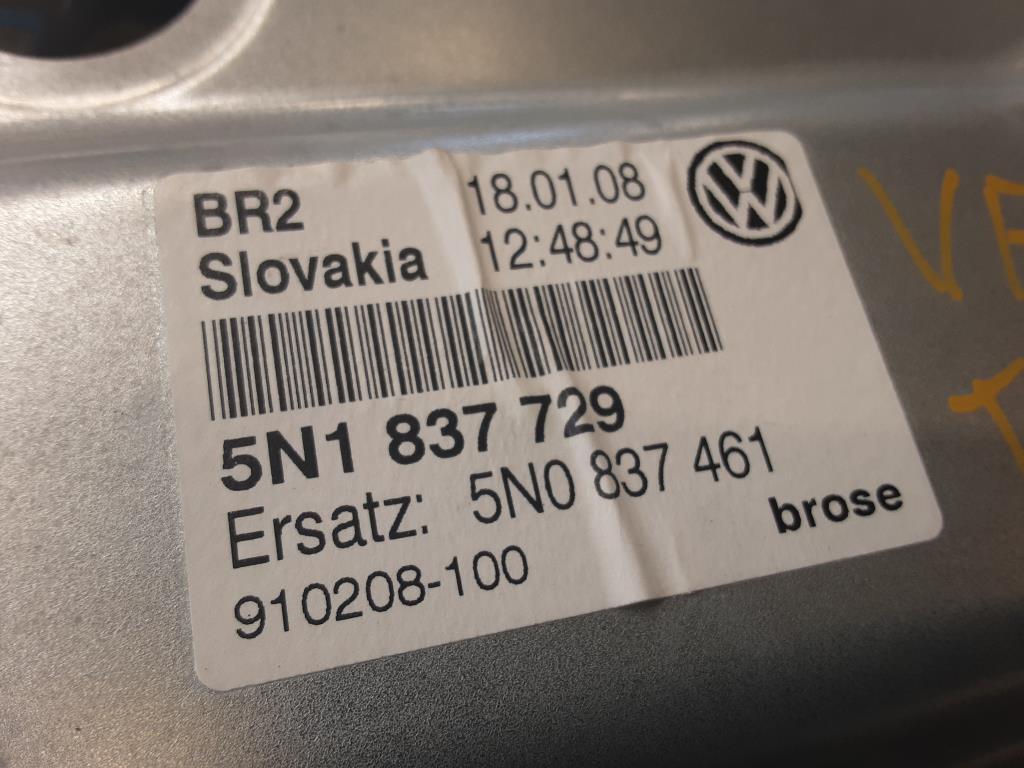 BR2 18.01.08
Slovakia 12:48:49
5N1 837 729
Ersatz: 5N0 837 461
brose
910208-100